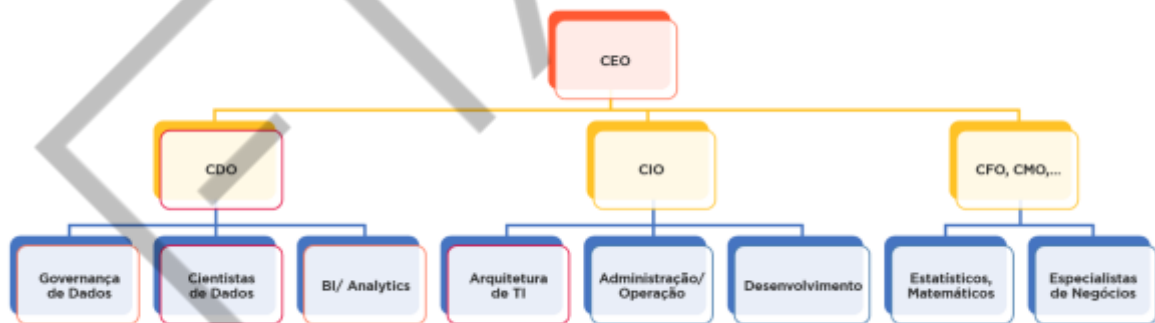 CEO
CDO
CIO
CFO, CMO,...
Governança
de Dados
Cientistas
de Dados
BI/ Analytics
Arquitetura
de TI
Administração/
Operação
Desenvolvimento
Estatísticos,
Matemáticos
Especialistas
de Negócios